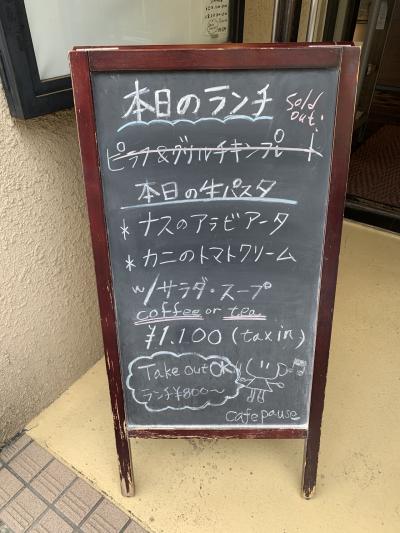 本日のランチ
Sold
out!
ピラフ&グリルチキンプレート
本日の生パスタ
* ナスのアラビアータ
* カニのトマトクリーム
w/サラダ・スープ
coffee or tea
¥1.100 (tax in)
Take out OK
ランチ¥800〜
cafe pause